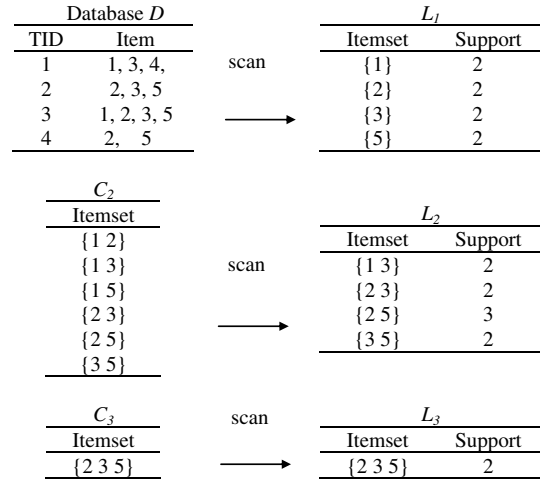 Database D
TID Item
1 1, 3, 4,
2 2, 3, 5
3 1, 2, 3, 5
4 2, 5
scan
L1
Itemset Support
{1} 2
{2} 2
{3} 2
{5} 2
C2
Itemset
{1 2}
{1 3}
{1 5}
{2 3}
{2 5}
{3 5}
scan
L2
Itemset Support
{1 3} 2
{2 3} 2
{2 5} 3
{3 5} 2
C3
Itemset
{2 3 5}
scan
L3
Itemset Support
{2 3 5} 2